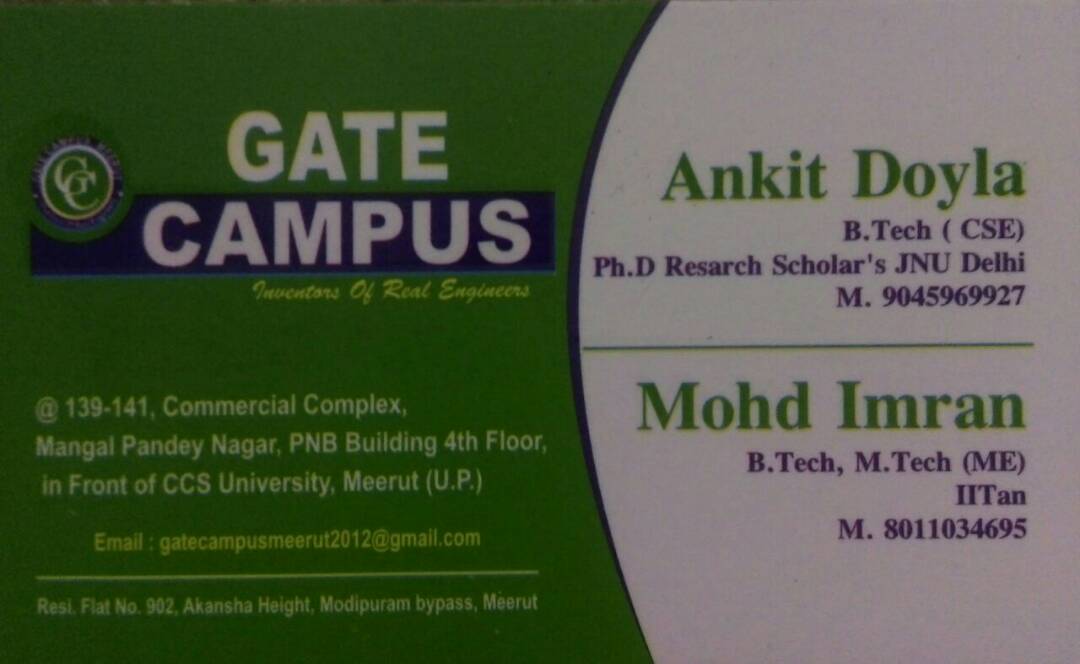 GATE
CAMPUS
Inventors Of Real Engineers
@ 139-141, Commercial Complex,
Mangal Pandey Nagar, PNB Building 4th Floor,
in Front of CCS University, Meerut (U.P.)
Email : gatecampusmeerut2012@gmail.com
Resi. Flat No. 902, Akansha Height, Modipuram bypass, Meerut
Ankit Doyla
B.Tech ( CSE)
Ph.D Resarch Scholar's JNU Delhi
M. 9045969927
Mohd Imran
B.Tech, M.Tech (ME)
IITan
M. 8011034695